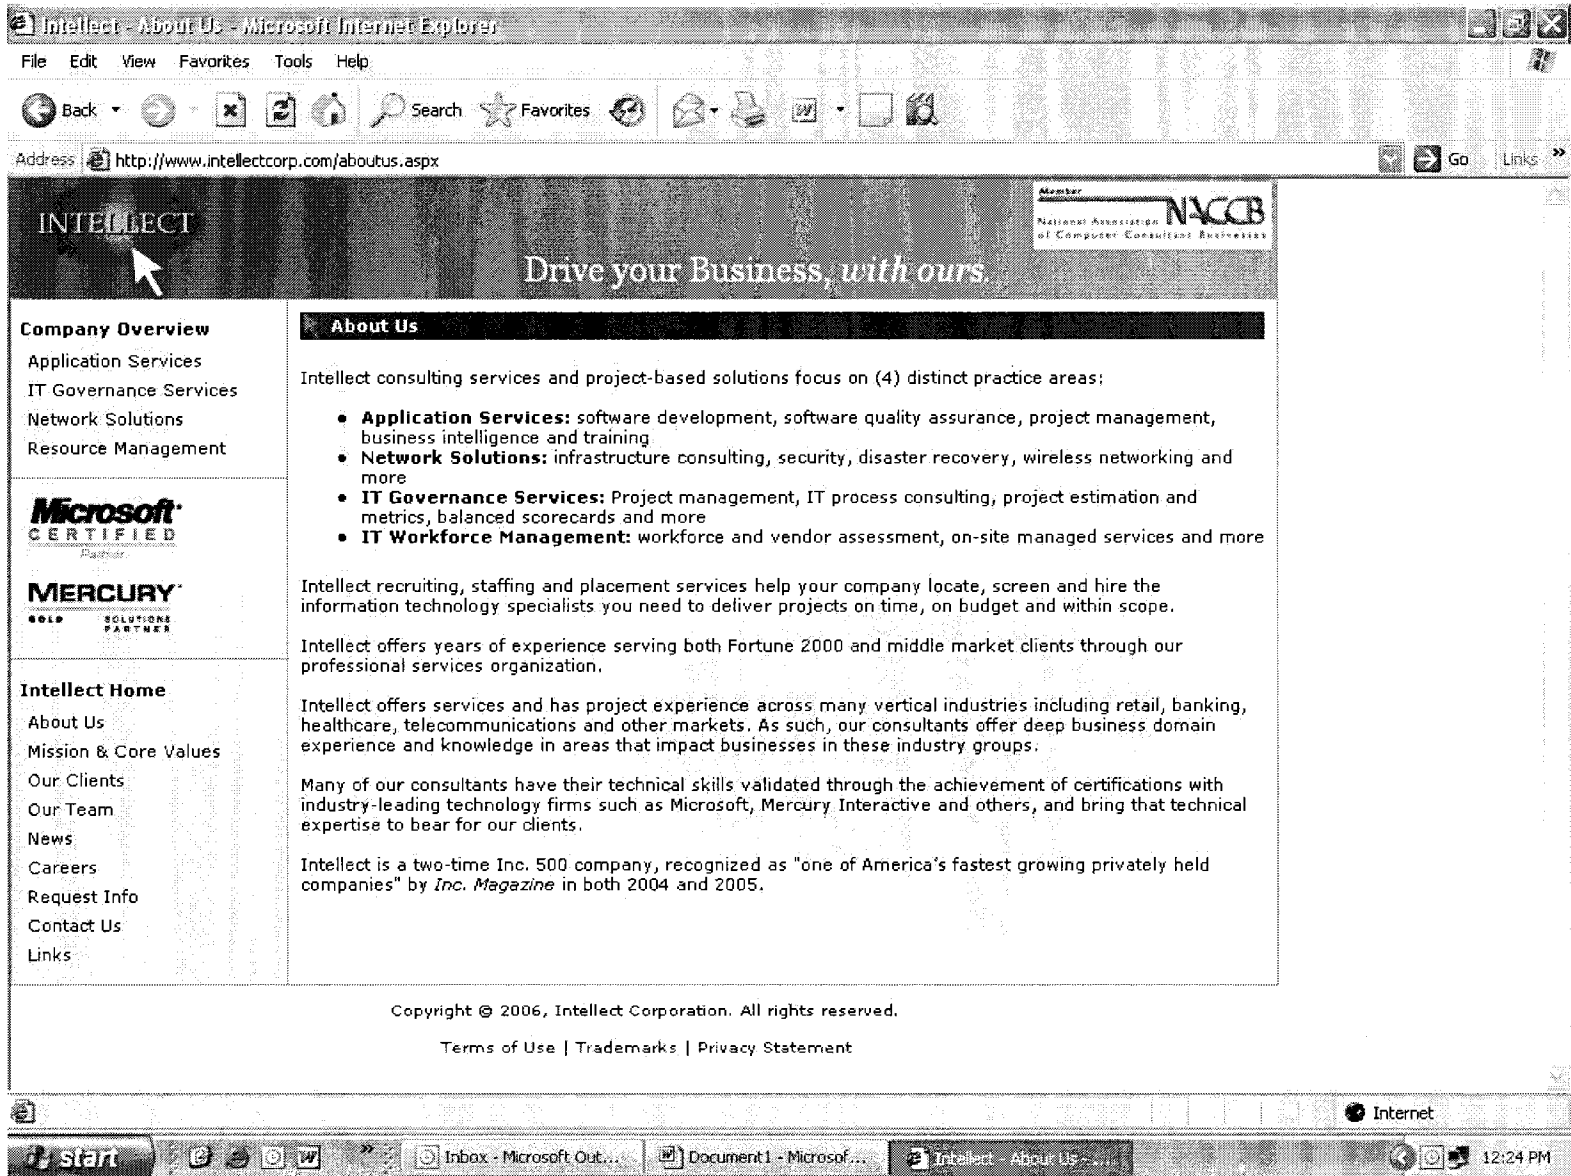 Intellect - About Us - Microsoft Internet Explorer
File Edit View Favorites Tools Help
Back Search Favorites
Address http://www.intellectcorp.com/aboutus.aspx Go Links »
INTELLECT
Member
NACCB
National Association
of Computer Consultant Businesses
Drive your Business, with ours.
Company Overview
Application Services
IT Governance Services
Network Solutions
Resource Management
Microsoft
CERTIFIED
Partner
MERCURY
GOLD SOLUTIONS
PARTNER
Intellect Home
About Us
Mission & Core Values
Our Clients
Our Team
News
Careers
Request Info
Contact Us
Links
About Us
Intellect consulting services and project-based solutions focus on (4) distinct practice areas:
• Application Services: software development, software quality assurance, project management,
business intelligence and training
• Network Solutions: infrastructure consulting, security, disaster recovery, wireless networking and
more
• IT Governance Services: Project management, IT process consulting, project estimation and
metrics, balanced scorecards and more
• IT Workforce Management: workforce and vendor assessment, on-site managed services and more
Intellect recruiting, staffing and placement services help your company locate, screen and hire the
information technology specialists you need to deliver projects on time, on budget and within scope.
Intellect offers years of experience serving both Fortune 2000 and middle market clients through our
professional services organization.
Intellect offers services and has project experience across many vertical industries including retail, banking,
healthcare, telecommunications and other markets. As such, our consultants offer deep business domain
experience and knowledge in areas that impact businesses in these industry groups.
Many of our consultants have their technical skills validated through the achievement of certifications with
industry-leading technology firms such as Microsoft, Mercury Interactive and others, and bring that technical
expertise to bear for our clients.
Intellect is a two-time Inc. 500 company, recognized as "one of America's fastest growing privately held
companies" by Inc. Magazine in both 2004 and 2005.
Copyright © 2006, Intellect Corporation. All rights reserved.
Terms of Use | Trademarks | Privacy Statement
Internet
start » Inbox - Microsoft Out... Document1 - Microsof... Intellect - About Us -... 12:24 PM